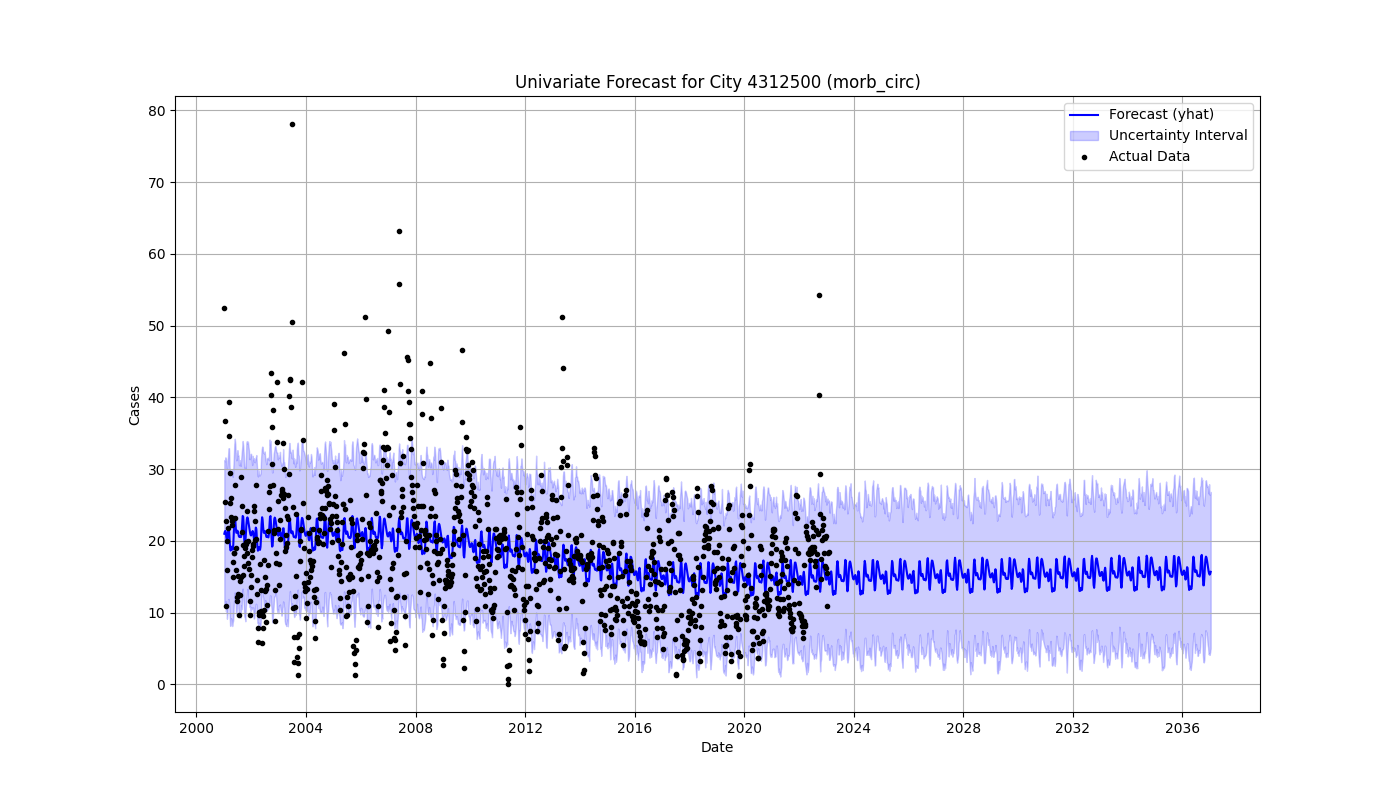 Univariate Forecast for City 4312500 (morb_circ)
Forecast (yhat)
Uncertainty Interval
Actual Data
Cases
80
70
60
50
40
30
20
10
0
2000 2004 2008 2012 2016 2020 2024 2028 2032 2036
Date